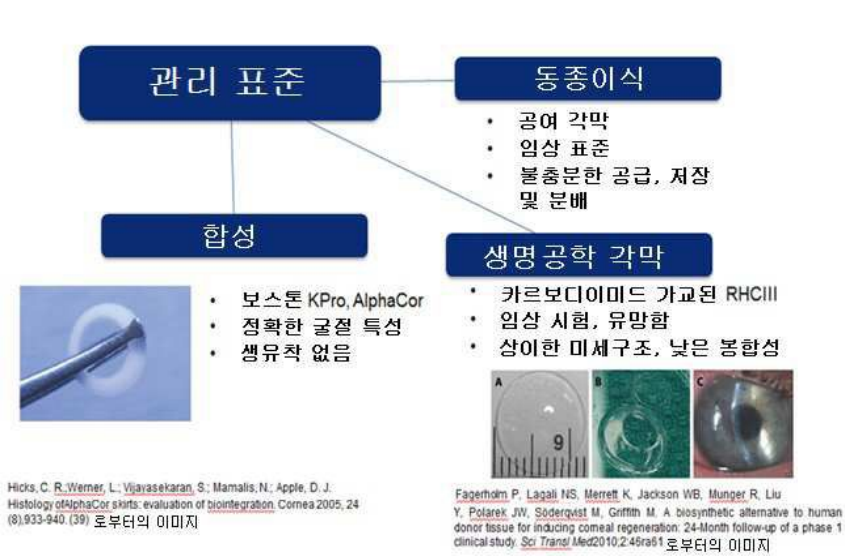 관리 표준
동종이식
• 공여 각막
• 임상 표준
• 불충분한 공급, 저장
및 분배
합성
• 보스톤 KPro, AlphaCor
• 정확한 굴절 특성
• 생유착 없음
생명공학 각막
• 카르보디이미드 가교된 RHCIII
• 임상 시험, 유망함
• 상이한 미세구조, 낮은 봉합성
A
B
C
9
Hicks, C. R.;Werner, L.; Vijayasekaran, S.; Mamalis, N.; Apple, D. J.
Histology of AlphaCor skirts: evaluation of biointegration. Cornea 2005, 24
(8),933-940. (39) 로부터의 이미지
Fagerholm P, Lagali NS, Merrett K, Jackson WB, Munger R, Liu
Y, Polarek JW, Söderqvist M, Griffith M. A biosynthetic alternative to human
donor tissue for inducing corneal regeneration: 24-Month follow-up of a phase 1
clinical study. Sci Transl Med 2010;2:46ra61 로부터의 이미지